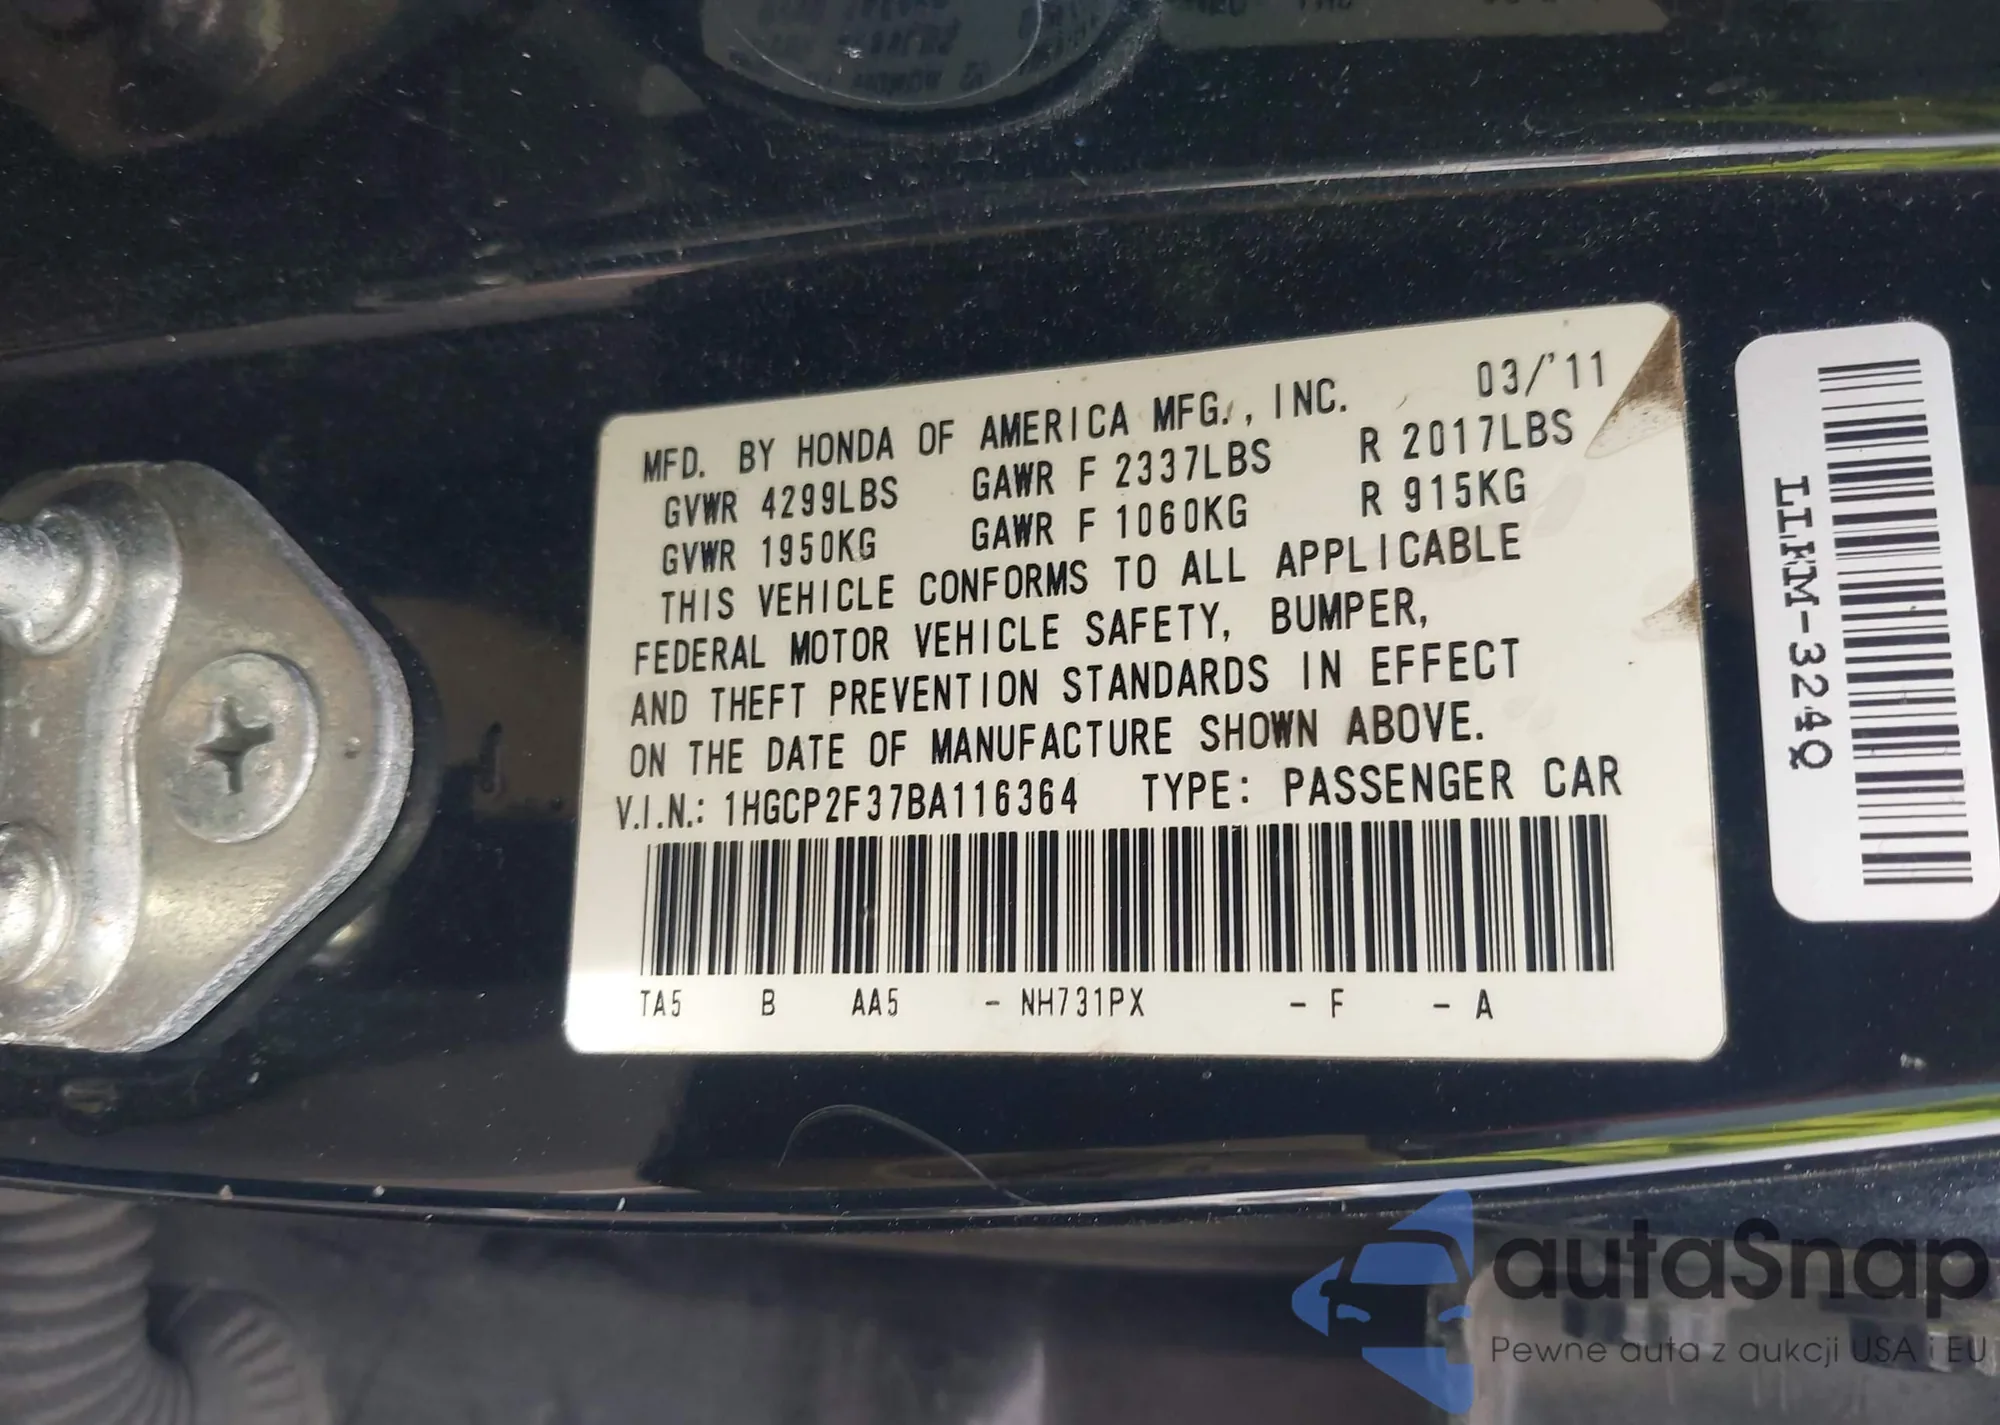 MFD. BY HONDA OF AMERICA MFG., INC. 03/'11
GVWR 4299LBS GAWR F 2337LBS R 2017LBS
GVWR 1950KG GAWR F 1060KG R 915KG
THIS VEHICLE CONFORMS TO ALL APPLICABLE
FEDERAL MOTOR VEHICLE SAFETY, BUMPER,
AND THEFT PREVENTION STANDARDS IN EFFECT
ON THE DATE OF MANUFACTURE SHOWN ABOVE.
V.I.N.: 1HGCP2F37BA116364 TYPE: PASSENGER CAR
TA5 B AA5 - NH731PX - F - A
autaSnap
Pewne auta z aukcji USA i EU